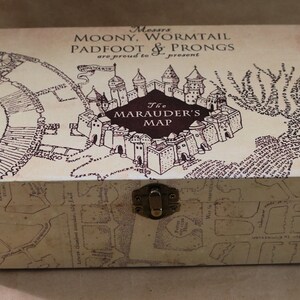 Messrs
MOONY, WORMTAIL
PADFOOT & PRONGS
are proud to present
The
MARAUDER'S
MAP